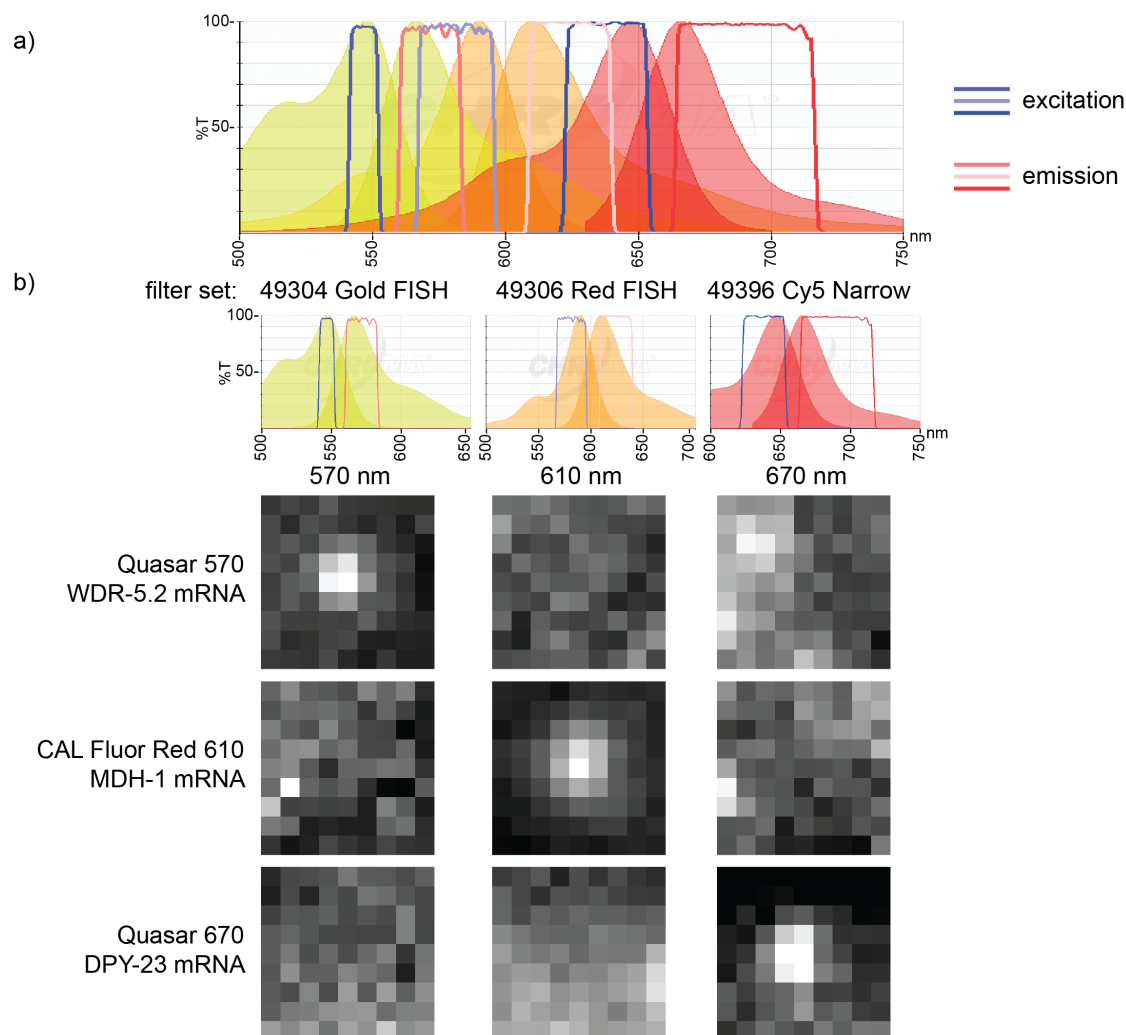 a)
100-
50-
%T
500
550
600
650
700
750
nm
excitation
emission
b)
filter set: 49304 Gold FISH 49306 Red FISH 49396 Cy5 Narrow
100-
50-
%T
CHROMA
CHROMA
CHROMA
500 550 600 650
500 550 600 650 700
600 650 700 750 nm
570 nm 610 nm 670 nm
Quasar 570
WDR-5.2 mRNA
CAL Fluor Red 610
MDH-1 mRNA
Quasar 670
DPY-23 mRNA